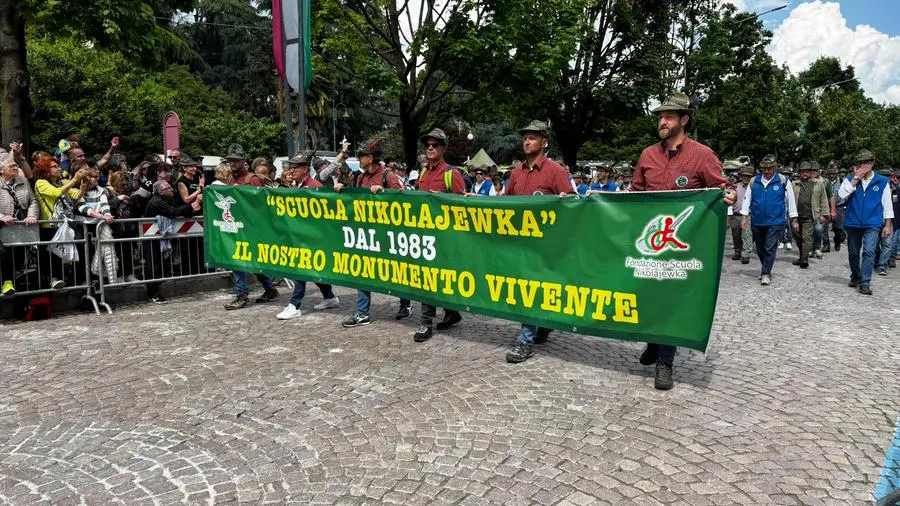 "SCUOLA NIKOLAJEWKA"
DAL 1983
IL NOSTRO MONUMENTO VIVENTE
Fondazione Scuola
Nikolajewka